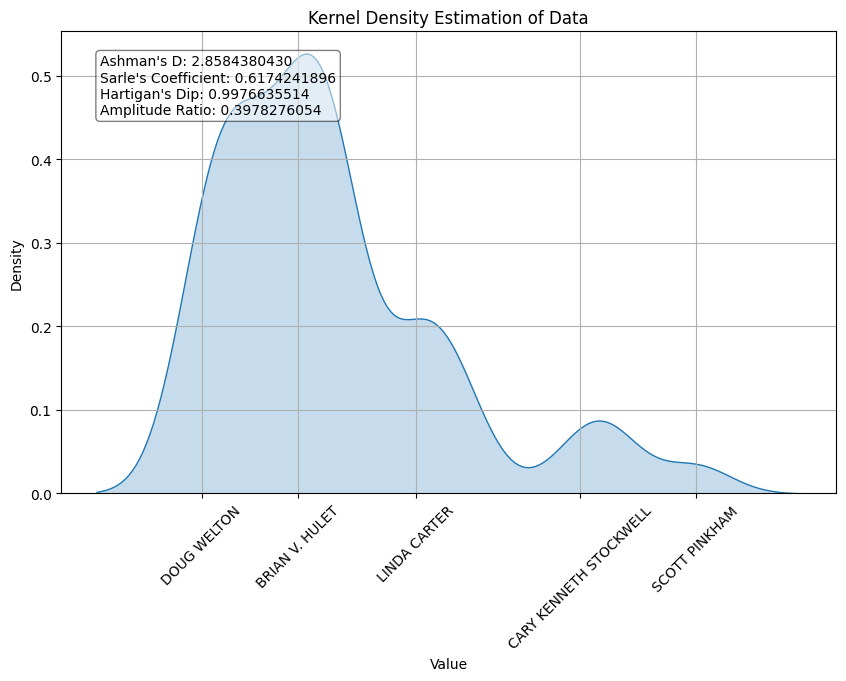 Kernel Density Estimation of Data
Ashman's D: 2.8584380430
Sarle's Coefficient: 0.6174241896
Hartigan's Dip: 0.9976635514
Amplitude Ratio: 0.3978276054
0.5
0.4
0.3
0.2
0.1
0.0
Density
DOUG WELTON
BRIAN V. HULET
LINDA CARTER
CARY KENNETH STOCKWELL
SCOTT PINKHAM
Value